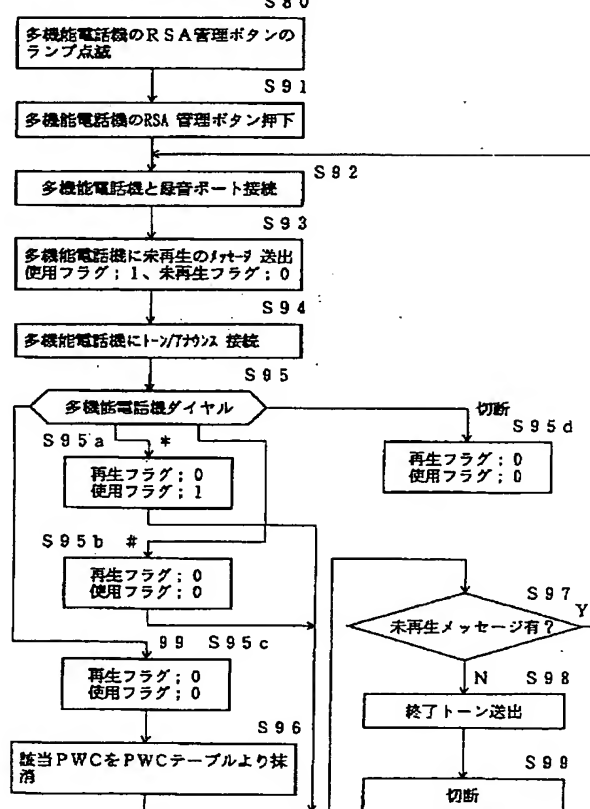 S80
多機能電話機のRSA管理ボタンの
ランプ点滅
S91
多機能電話機のRSA 管理ボタン押下
S92
多機能電話機と録音ポート接続
S93
多機能電話機に未再生のメッセージ 送出
使用フラグ;1、未再生フラグ;0
S94
多機能電話機にトーン/アナウンス 接続
S95
多機能電話機ダイヤル
切断
S95d
再生フラグ;0
使用フラグ;0
S95a *
再生フラグ;0
使用フラグ;1
S95b #
再生フラグ;0
使用フラグ;0
99 S95c
再生フラグ;0
使用フラグ;0
S96
該当PWCをPWCテーブルより抹
消
S97
未再生メッセージ有?
Y
N
S98
終了トーン送出
S99
切断